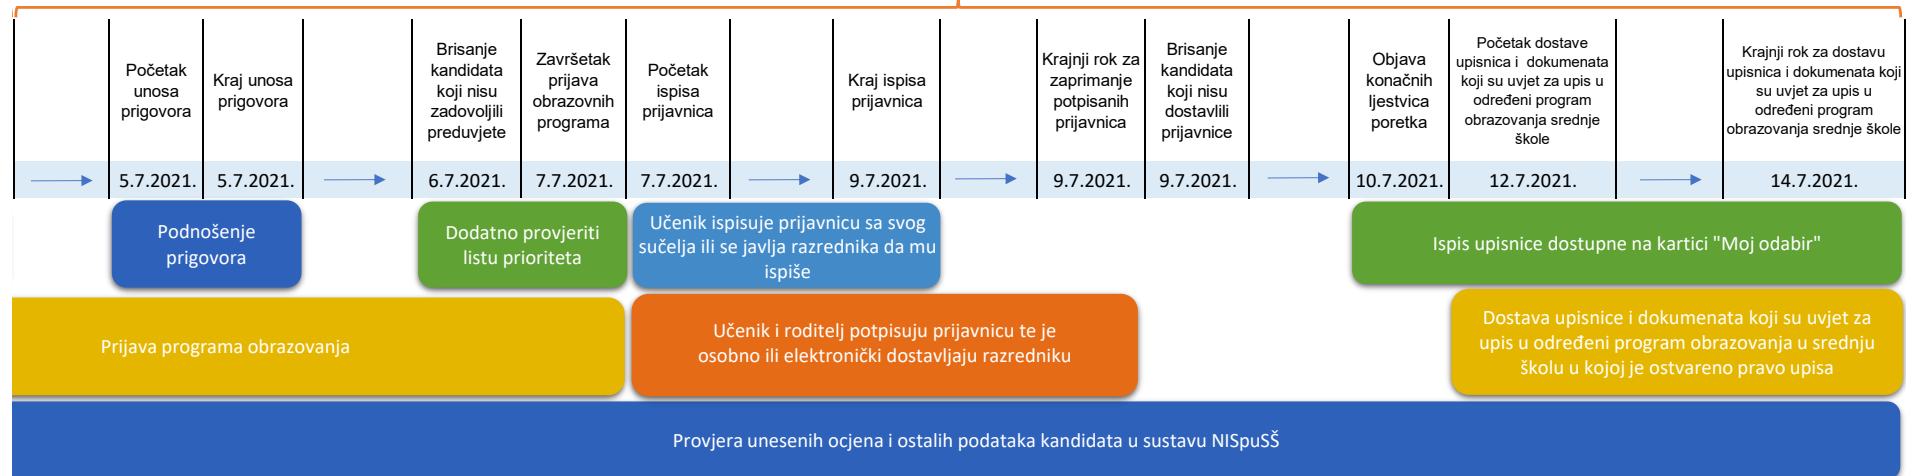 Početak
unosa
prigovora
Kraj unosa
prigovora
Brisanje
kandidata
koji nisu
zadovoljili
preduvjete
Završetak
prijava
obrazovnih
programa
Početak
ispisa
prijavnica
Kraj ispisa
prijavnica
Krajnji rok za
zaprimanje
potpisanih
prijavnica
Brisanje
kandidata
koji nisu
dostavlili
prijavnice
Objava
konačnih
ljestvica
poretka
Početak dostave
upisnica i dokumenata
koji su uvjet za upis u
određeni program
obrazovanja srednje
škole
Krajnji rok za dostavu
upisnica i dokumenata koji
su uvjet za upis u
određeni program
obrazovanja srednje škole
5.7.2021.
5.7.2021.
6.7.2021.
7.7.2021.
7.7.2021.
9.7.2021.
9.7.2021.
9.7.2021.
10.7.2021.
12.7.2021.
14.7.2021.
Podnošenje
prigovora
Dodatno provjeriti
listu prioriteta
Učenik ispisuje prijavnicu sa svog
sučelja ili se javlja razrednika da mu
ispiše
Ispis upisnice dostupne na kartici "Moj odabir"
Prijava programa obrazovanja
Učenik i roditelj potpisuju prijavnicu te je
osobno ili elektronički dostavljaju razredniku
Dostava upisnice i dokumenata koji su uvjet za
upis u određeni program obrazovanja u srednju
školu u kojoj je ostvareno pravo upisa
Provjera unesenih ocjena i ostalih podataka kandidata u sustavu NISpuSŠ